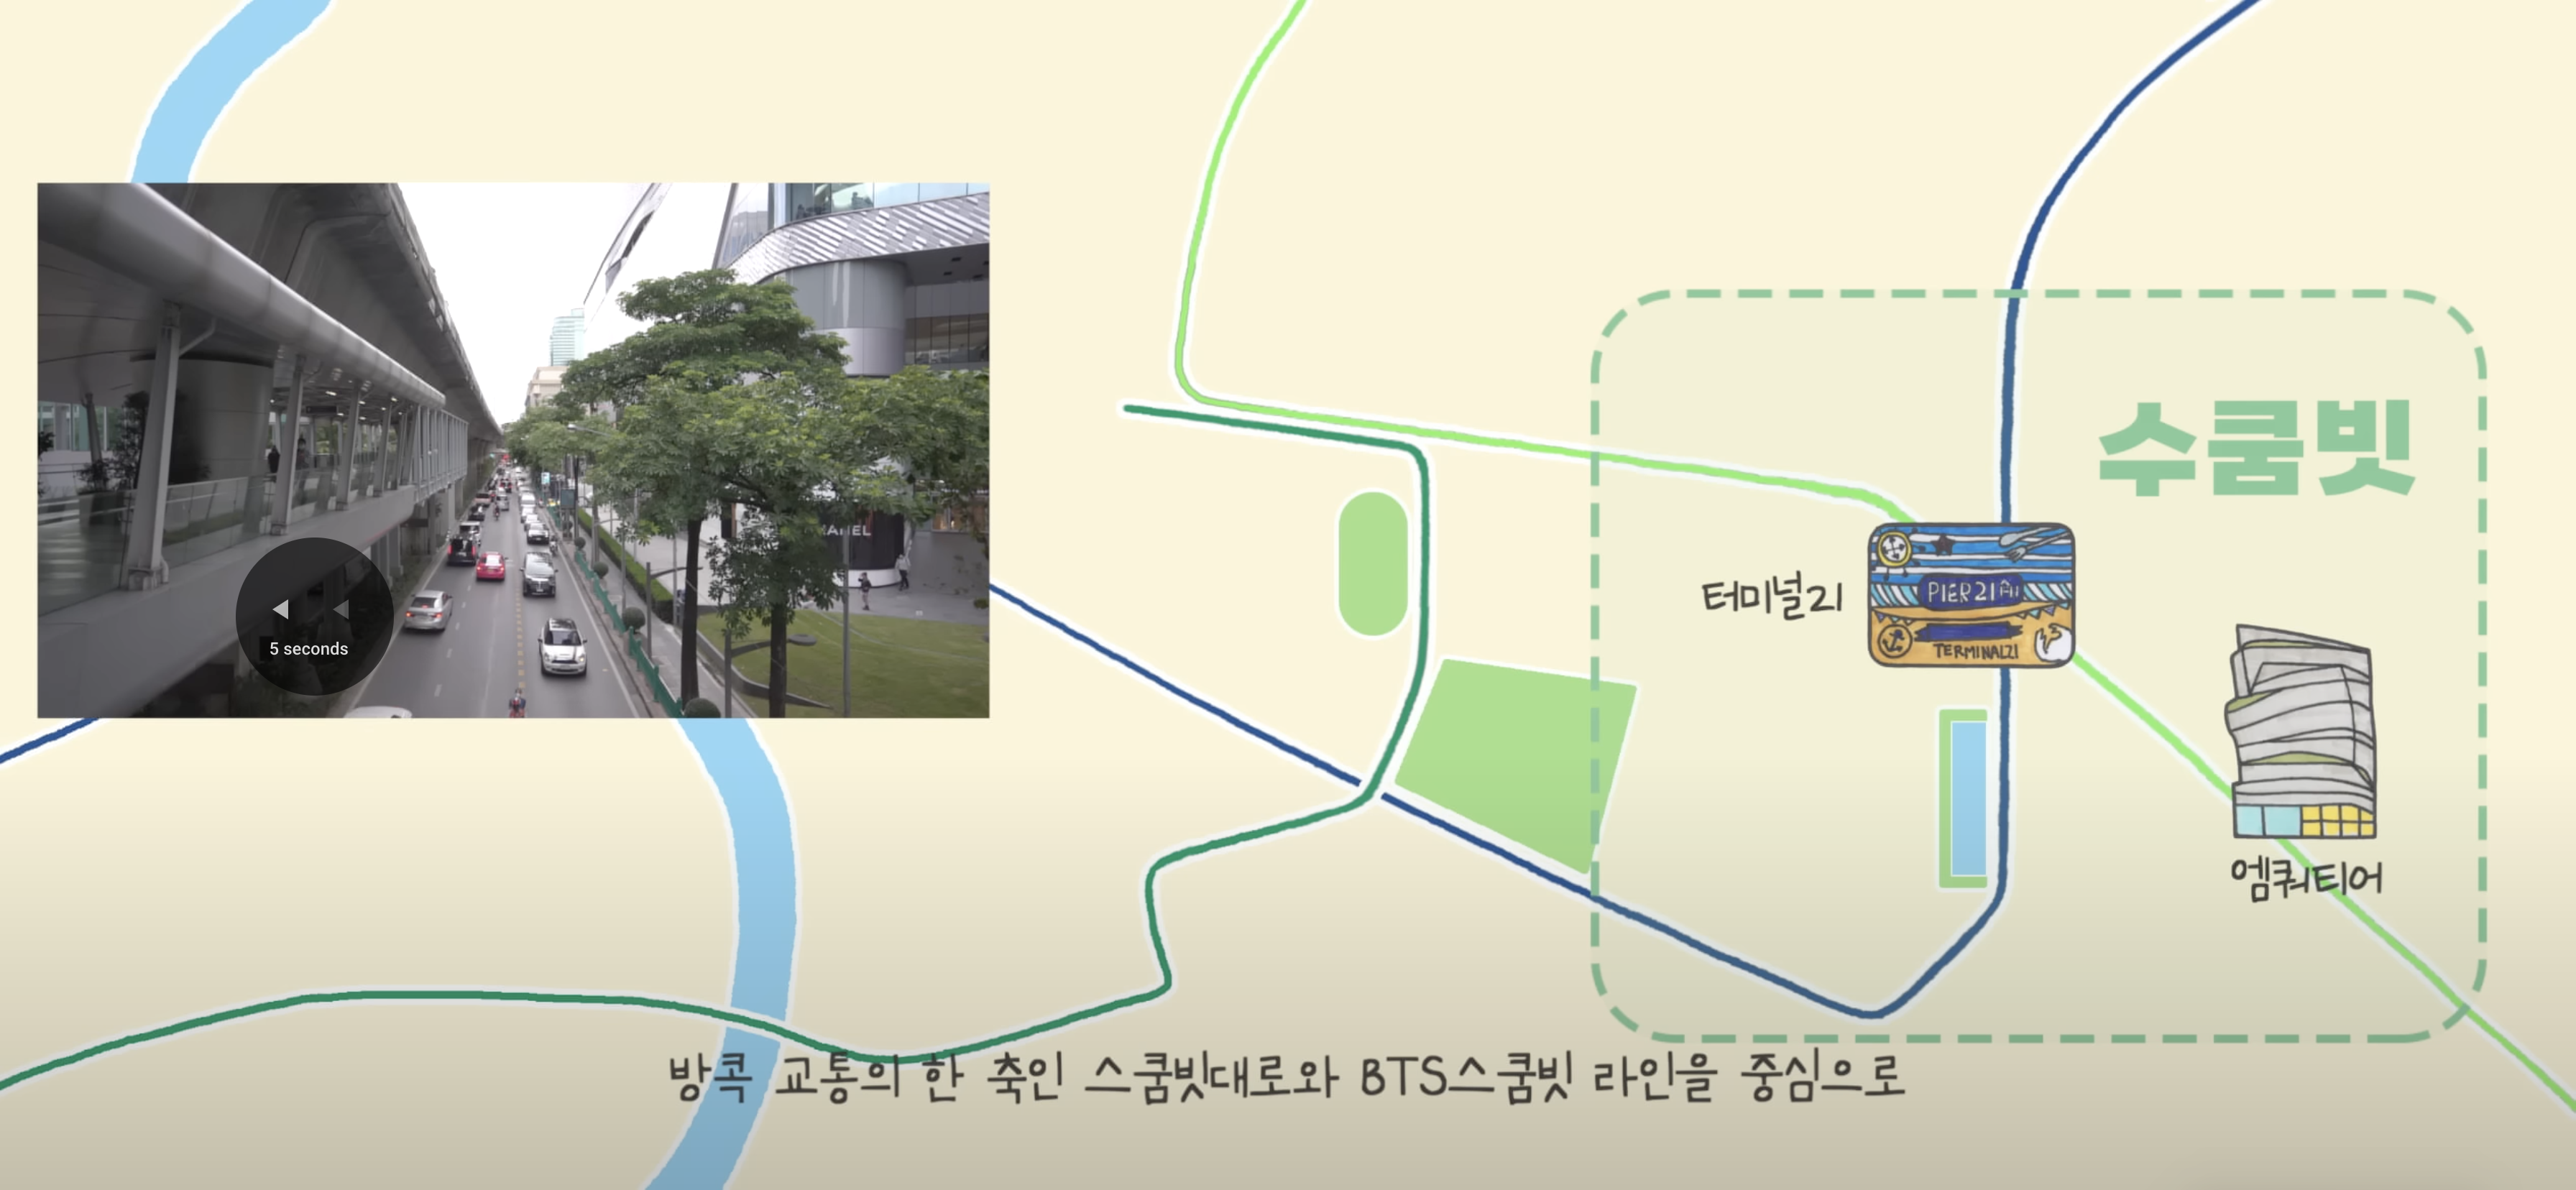 수쿰빗
터미널21
PIER 21
TERMINAL21
엠쿼티어
5 seconds
방콕 교통의 한 축인 스쿰빗대로와 BTS스쿰빗 라인을 중심으로